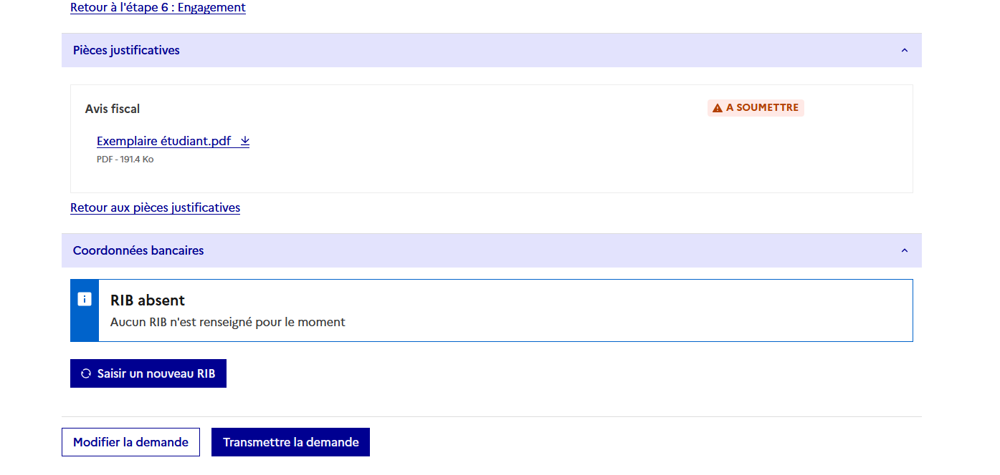 Retour à l'étape 6 : Engagement
Pièces justificatives
Avis fiscal
A SOUMETTRE
Exemplaire étudiant.pdf
PDF - 191.4 Ko
Retour aux pièces justificatives
Coordonnées bancaires
RIB absent
Aucun RIB n'est renseigné pour le moment
Saisir un nouveau RIB
Modifier la demande
Transmettre la demande